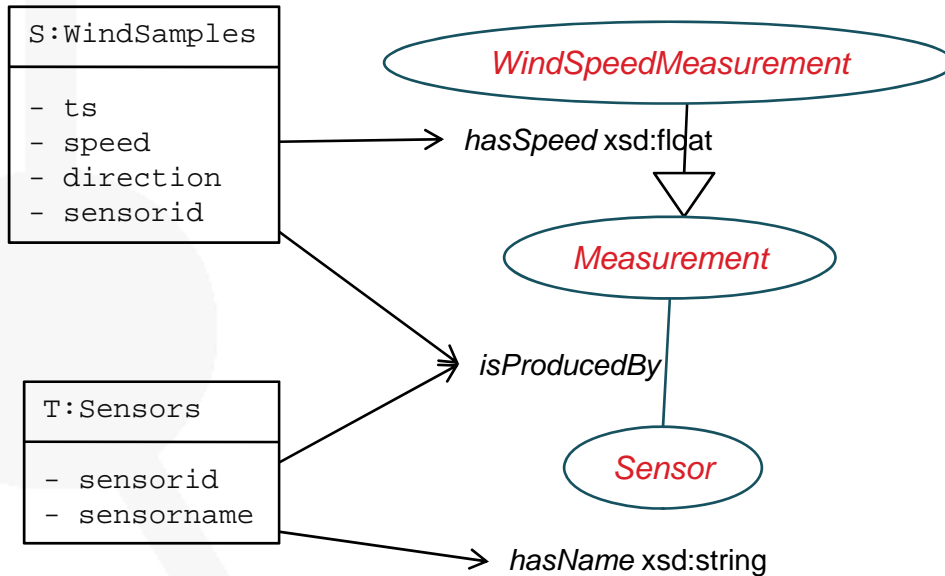 S:WindSamples
- ts
- speed
- direction
- sensorid
WindSpeedMeasurement
hasSpeed xsd:float
Measurement
isProducedBy
T:Sensors
- sensorid
- sensorname
Sensor
hasName xsd:string